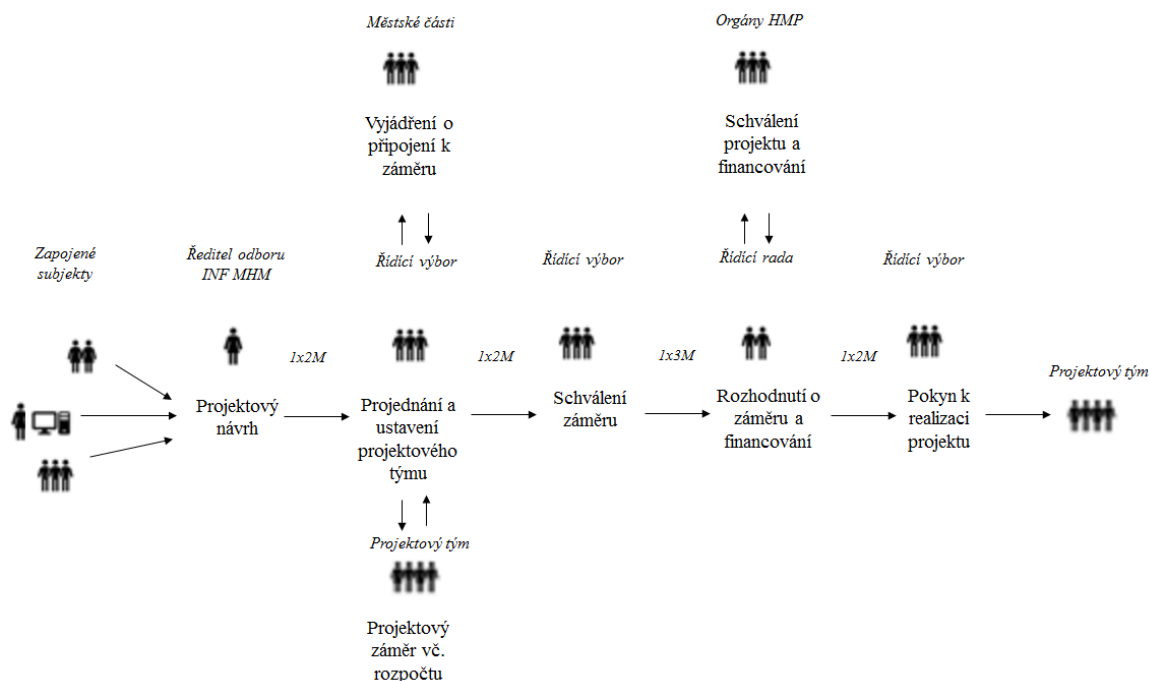 Městské části
Orgány HMP
Vyjádření o
připojení k
záměru
Schválení
projektu a
financování
Zapojené
subjekty
Ředitel odboru
INF MHM
Řídící výbor
Řídící výbor
Řídící rada
Řídící výbor
1x2M
1x2M
1x3M
1x2M
Projektový tým
Projektový
návrh
Projednání a
ustavení
projektového
týmu
Schválení
záměru
Rozhodnutí o
záměru a
financování
Pokyn k
realizaci
projektu
Projektový tým
Projektový
záměr vč.
rozpočtu